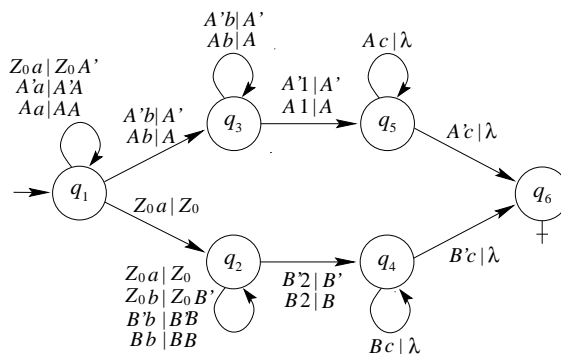 A'b|A'
Ab|A
Z₀a|Z₀A'
A'a|A'A
Aa|AA
Ac|λ
A'1|A'
A1|A
A'b|A'
Ab|A
q₃
q₅
A'c|λ
q₁
q₆
Z₀a|Z₀
q₂
B'2|B'
B2|B
q₄
B'c|λ
Z₀a|Z₀
Z₀b|Z₀B'
B'b|B'B
Bb|BB
Bc|λ